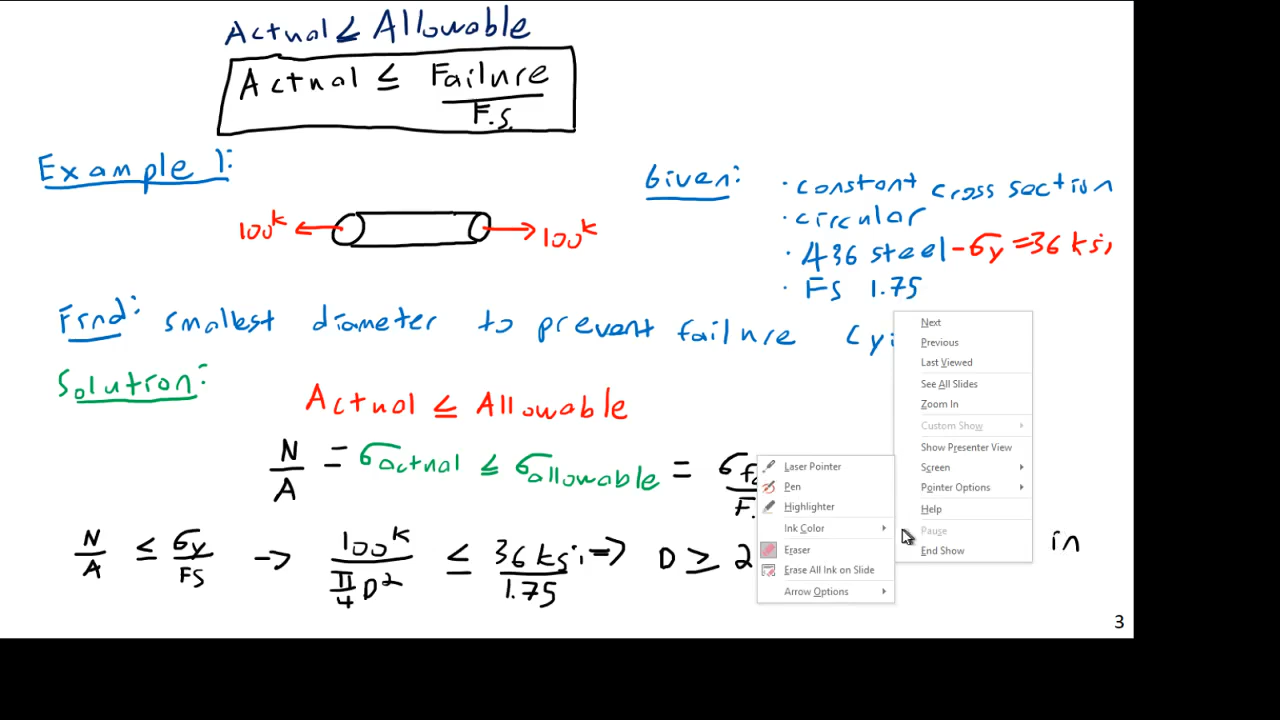 Actual ≤ Allowable
Actual ≤ Failure / F.S.
Example 1:
100k 100k
Given: · constant cross section
· circular
· A36 steel - σy = 36 ksi
· FS 1.75
Find: smallest diameter to prevent failure
Solution:
Actual ≤ Allowable
N/A = σactual ≤ σallowable =
N/A ≤ σy/FS → 100k / (π/4 D²) ≤ 36 ksi / 1.75 → D ≥ 2 in
Next
Previous
Last Viewed
See All Slides
Zoom In
Custom Show
Show Presenter View
Screen
Pointer Options
Help
Pause
End Show
Laser Pointer
Pen
Highlighter
Ink Color
Eraser
Erase All Ink on Slide
Arrow Options
3